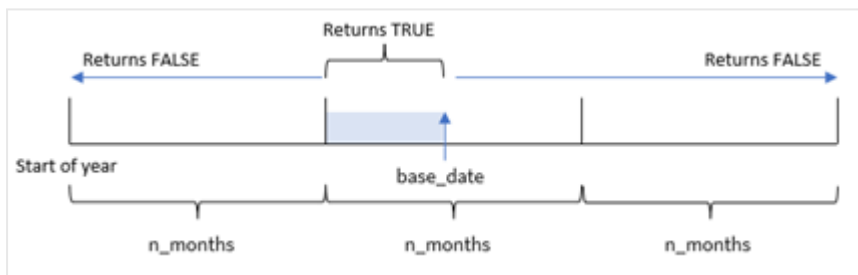 Returns TRUE
Returns FALSE
Returns FALSE
Start of year
base_date
n_months
n_months
n_months